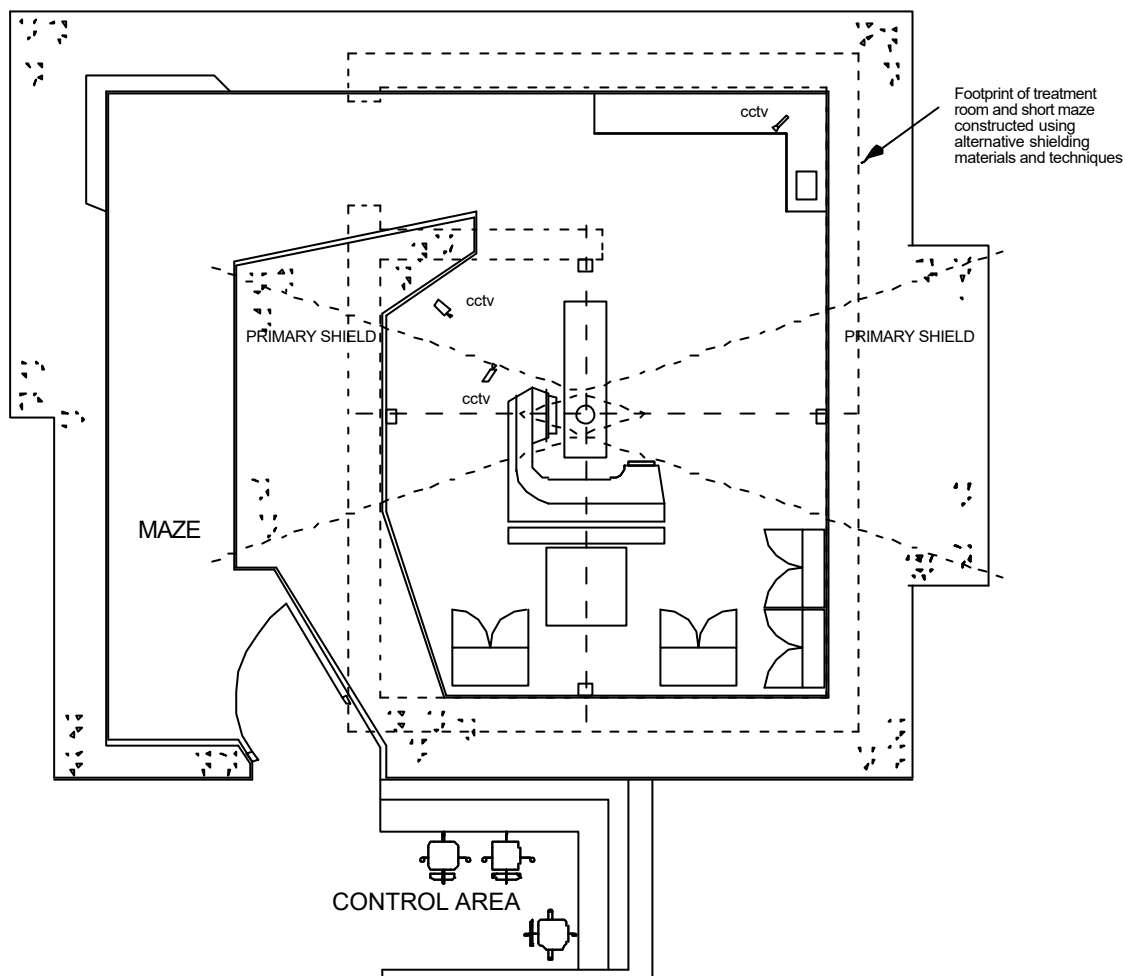 cctv
Footprint of treatment
room and short maze
constructed using
alternative shielding
materials and techniques
cctv
PRIMARY SHIELD
PRIMARY SHIELD
cctv
MAZE
CONTROL AREA